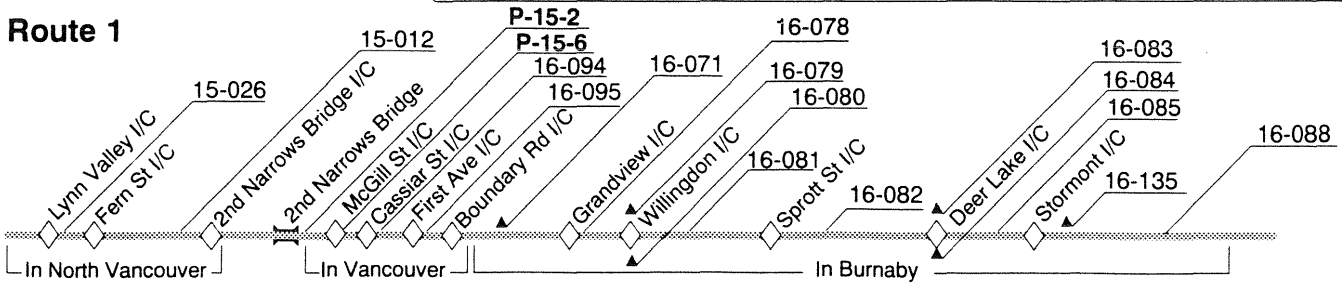 Route 1
P-15-2
P-15-6
15-012
15-026
16-094
16-095
16-071
16-078
16-079
16-080
16-081
16-082
16-083
16-084
16-085
16-135
16-088
Lynn Valley I/C
Fern St I/C
2nd Narrows Bridge I/C
2nd Narrows Bridge
McGill St I/C
Cassiar St I/C
First Ave I/C
Boundary Rd I/C
Grandview I/C
Willingdon I/C
Sprott St I/C
Deer Lake I/C
Stormont I/C
In North Vancouver
In Vancouver
In Burnaby